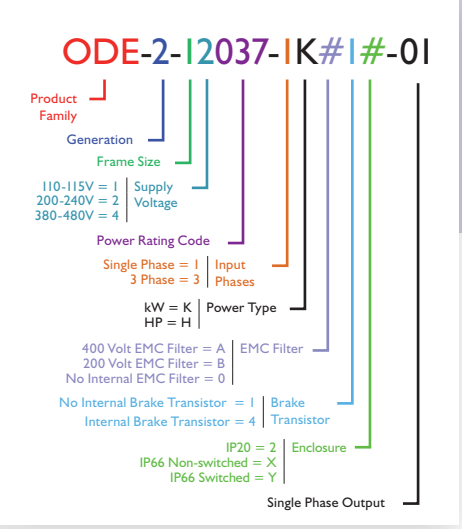 ODE-2-12037-1K#1#-01
Product
Family
Generation
Frame Size
110-115V = 1 Supply
200-240V = 2 Voltage
380-480V = 4
Power Rating Code
Single Phase = 1 Input
3 Phase = 3 Phases
kW = K Power Type
HP = H
400 Volt EMC Filter = A EMC Filter
200 Volt EMC Filter = B
No Internal EMC Filter = 0
No Internal Brake Transistor = 1 Brake
Internal Brake Transistor = 4 Transistor
IP20 = 2 Enclosure
IP66 Non-switched = X
IP66 Switched = Y
Single Phase Output